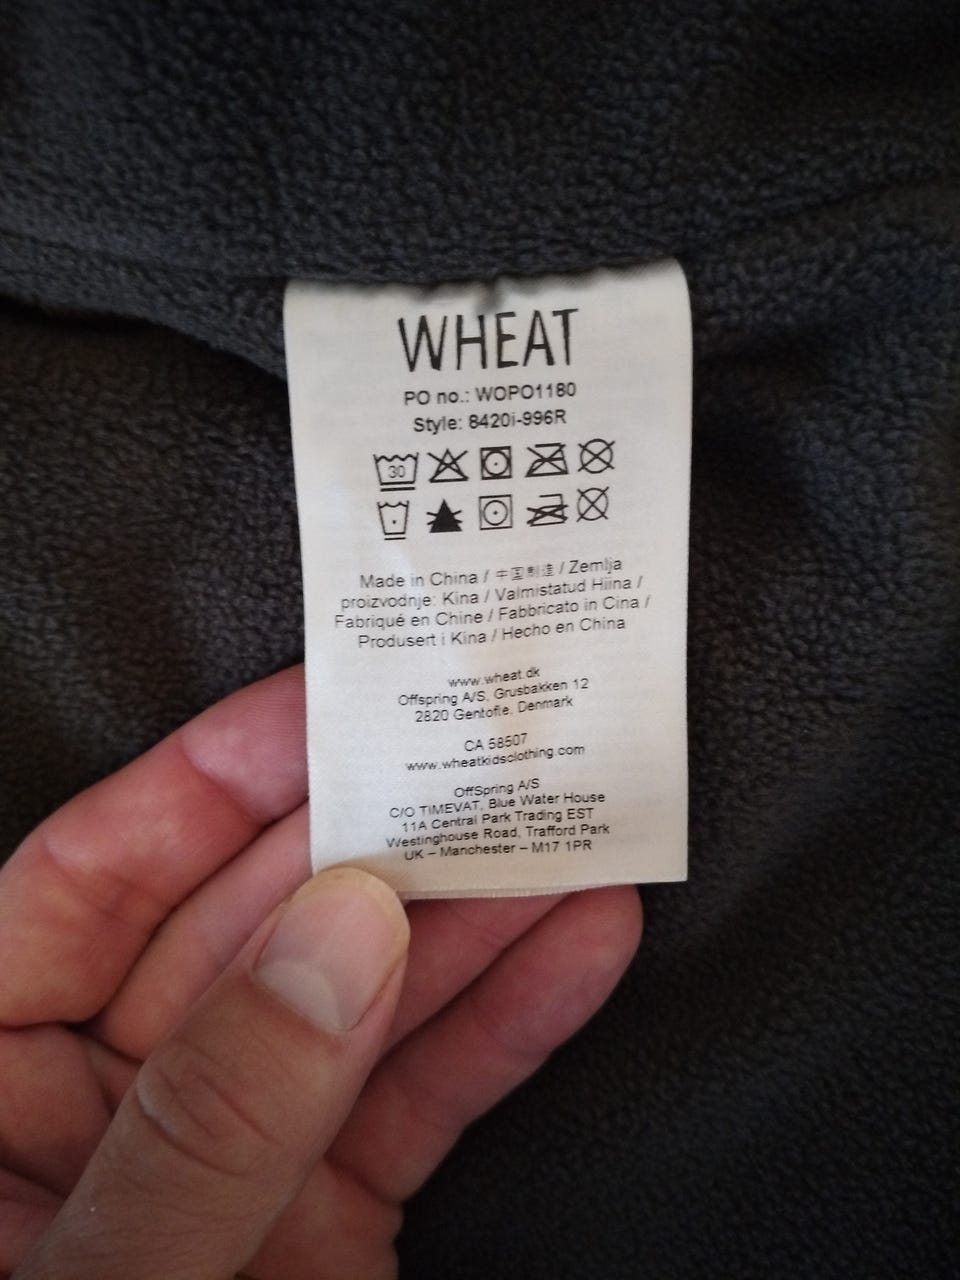 WHEAT
PO no.: WOPO1180
Style: 8420i-996R
30
Made in China / 中国制造 / Zemlja
proizvodnje: Kina / Valmistatud Hiina /
Fabriqué en Chine / Fabbricato in Cina /
Produsert i Kina / Hecho en China
www.wheat.dk
Offspring A/S, Grusbakken 12
2820 Gentofte, Denmark
CA 58507
www.wheatkidsclothing.com
OffSpring A/S
C/O TIMEVAT, Blue Water House
11A Central Park Trading EST
Westinghouse Road, Trafford Park
UK – Manchester – M17 1PR